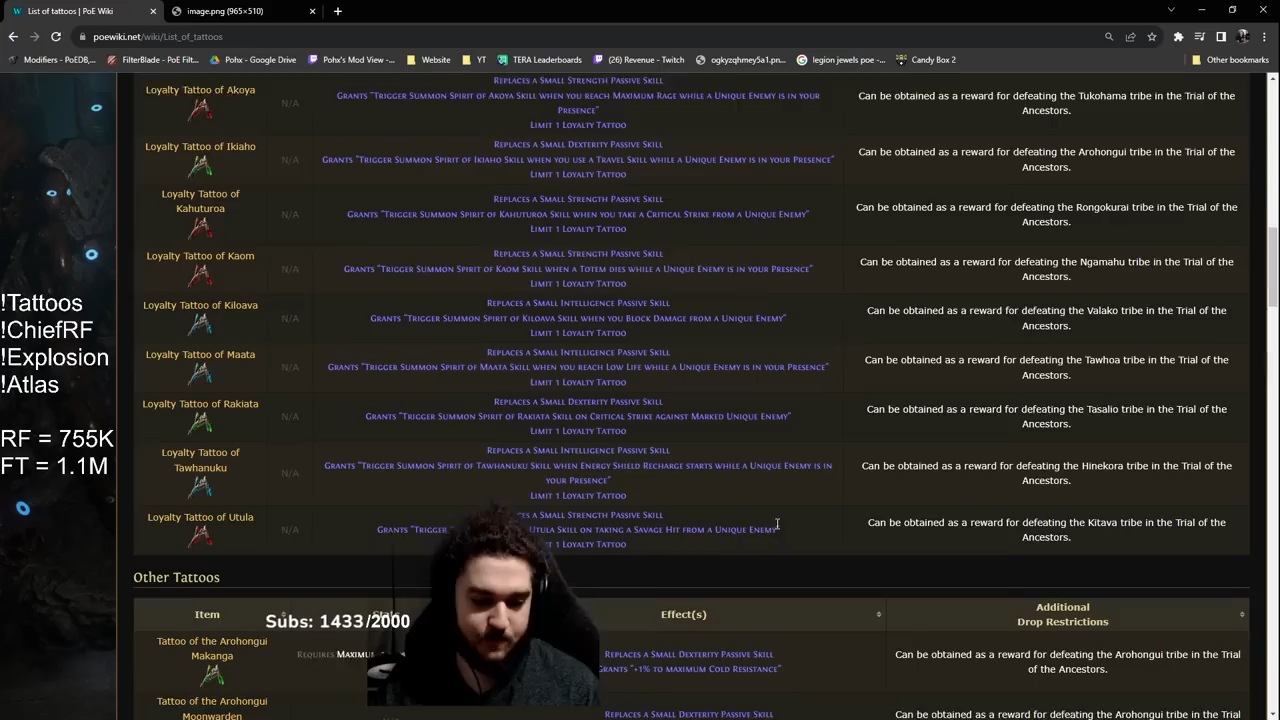 List of tattoos | PoE Wiki
image.png (965×510)
poewiki.net/wiki/List_of_tattoos
Modifiers - PoEDB,...
FilterBlade - PoE Filt...
Pohx - Google Drive
Pohx's Mod View -...
Website
YT
TERA Leaderboards
(26) Revenue - Twitch
ogkyzqhmey5a1.pn...
legion jewels poe -...
Candy Box 2
Other bookmarks
Loyalty Tattoo of Akoya
N/A
Replaces a Small Strength Passive Skill
Grants "Trigger Summon Spirit of Akoya Skill when you reach Maximum Rage while a Unique Enemy is in your
Presence"
Limit 1 Loyalty Tattoo
Can be obtained as a reward for defeating the Tukohama tribe in the Trial of the
Ancestors.
Loyalty Tattoo of Ikiaho
N/A
Replaces a Small Dexterity Passive Skill
Grants "Trigger Summon Spirit of Ikiaho Skill when you use a Travel Skill while a Unique Enemy is in your Presence"
Limit 1 Loyalty Tattoo
Can be obtained as a reward for defeating the Arohongui tribe in the Trial of the
Ancestors.
Loyalty Tattoo of
Kahuturoa
N/A
Replaces a Small Strength Passive Skill
Grants "Trigger Summon Spirit of Kahuturoa Skill when you take a Critical Strike from a Unique Enemy"
Limit 1 Loyalty Tattoo
Can be obtained as a reward for defeating the Rongokurai tribe in the Trial of the
Ancestors.
Loyalty Tattoo of Kaom
N/A
Replaces a Small Strength Passive Skill
Grants "Trigger Summon Spirit of Kaom Skill when a Totem dies while a Unique Enemy is in your Presence"
Limit 1 Loyalty Tattoo
Can be obtained as a reward for defeating the Ngamahu tribe in the Trial of the
Ancestors.
Loyalty Tattoo of Kiloava
N/A
Replaces a Small Intelligence Passive Skill
Grants "Trigger Summon Spirit of Kiloava Skill when you Block Damage from a Unique Enemy"
Limit 1 Loyalty Tattoo
Can be obtained as a reward for defeating the Valako tribe in the Trial of the
Ancestors.
Loyalty Tattoo of Maata
N/A
Replaces a Small Intelligence Passive Skill
Grants "Trigger Summon Spirit of Maata Skill when you reach Low Life while a Unique Enemy is in your Presence"
Limit 1 Loyalty Tattoo
Can be obtained as a reward for defeating the Tawhoa tribe in the Trial of the
Ancestors.
Loyalty Tattoo of Rakiata
N/A
Replaces a Small Dexterity Passive Skill
Grants "Trigger Summon Spirit of Rakiata Skill on Critical Strike against Marked Unique Enemy"
Limit 1 Loyalty Tattoo
Can be obtained as a reward for defeating the Tasalio tribe in the Trial of the
Ancestors.
Loyalty Tattoo of
Tawhanuku
N/A
Replaces a Small Intelligence Passive Skill
Grants "Trigger Summon Spirit of Tawhanuku Skill when Energy Shield Recharge starts while a Unique Enemy is in
your Presence"
Limit 1 Loyalty Tattoo
Can be obtained as a reward for defeating the Hinekora tribe in the Trial of the
Ancestors.
Loyalty Tattoo of Utula
N/A
Small Strength Passive Skill
Grants "Trigger Utula Skill on taking a Savage Hit from a Unique Enemy"
1 Loyalty Tattoo
Can be obtained as a reward for defeating the Kitava tribe in the Trial of the
Ancestors.
!Tattoos
!ChiefRF
!Explosion
!Atlas
RF = 755K
FT = 1.1M
Other Tattoos
Item
Effect(s)
Additional
Drop Restrictions
Subs: 1433/2000
Tattoo of the Arohongui
Makanga
Requires
Replaces a Small Dexterity Passive Skill
Grants "+1% to maximum Cold Resistance"
Can be obtained as a reward for defeating the Arohongui tribe in the Trial
of the Ancestors.
Tattoo of the Arohongui
Moonwarden
Replaces a Small Dexterity Passive Skill
Can be obtained as a reward for defeating the Arohongui tribe in the Trial